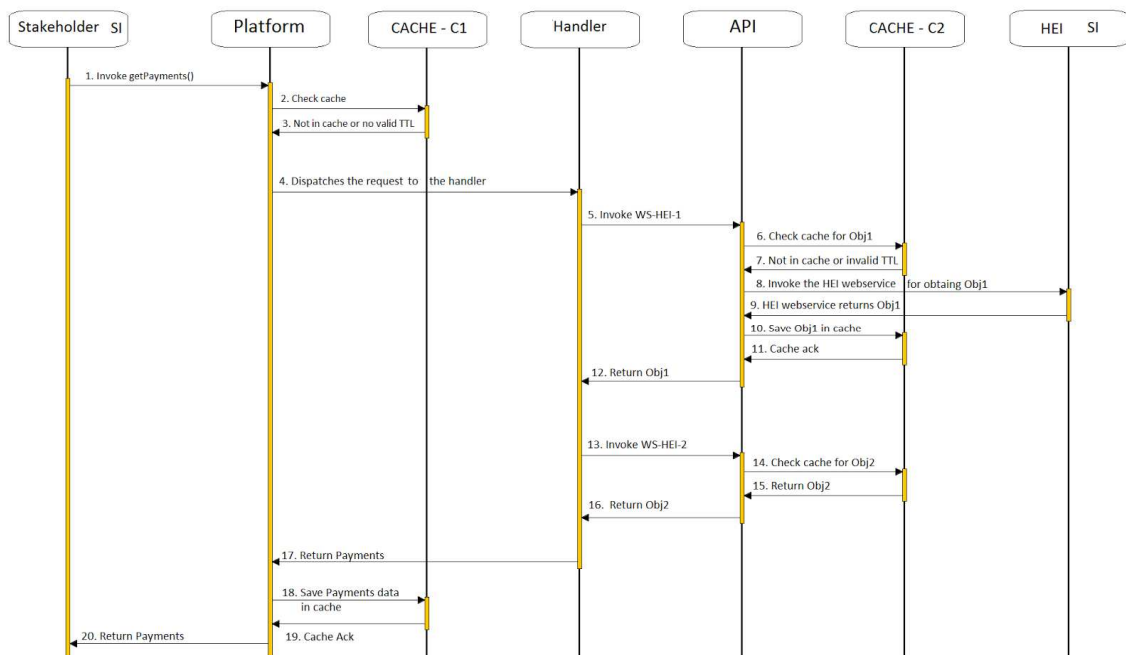 Stakeholder SI
Platform
CACHE - C1
Handler
API
CACHE - C2
HEI SI
1. Invoke getPayments()
2. Check cache
3. Not in cache or no valid TTL
4. Dispatches the request to the handler
5. Invoke WS-HEI-1
6. Check cache for Obj1
7. Not in cache or invalid TTL
8. Invoke the HEI webservice for obtaing Obj1
9. HEI webservice returns Obj1
10. Save Obj1 in cache
11. Cache ack
12. Return Obj1
13. Invoke WS-HEI-2
14. Check cache for Obj2
15. Return Obj2
16. Return Obj2
17. Return Payments
18. Save Payments data
in cache
19. Cache Ack
20. Return Payments